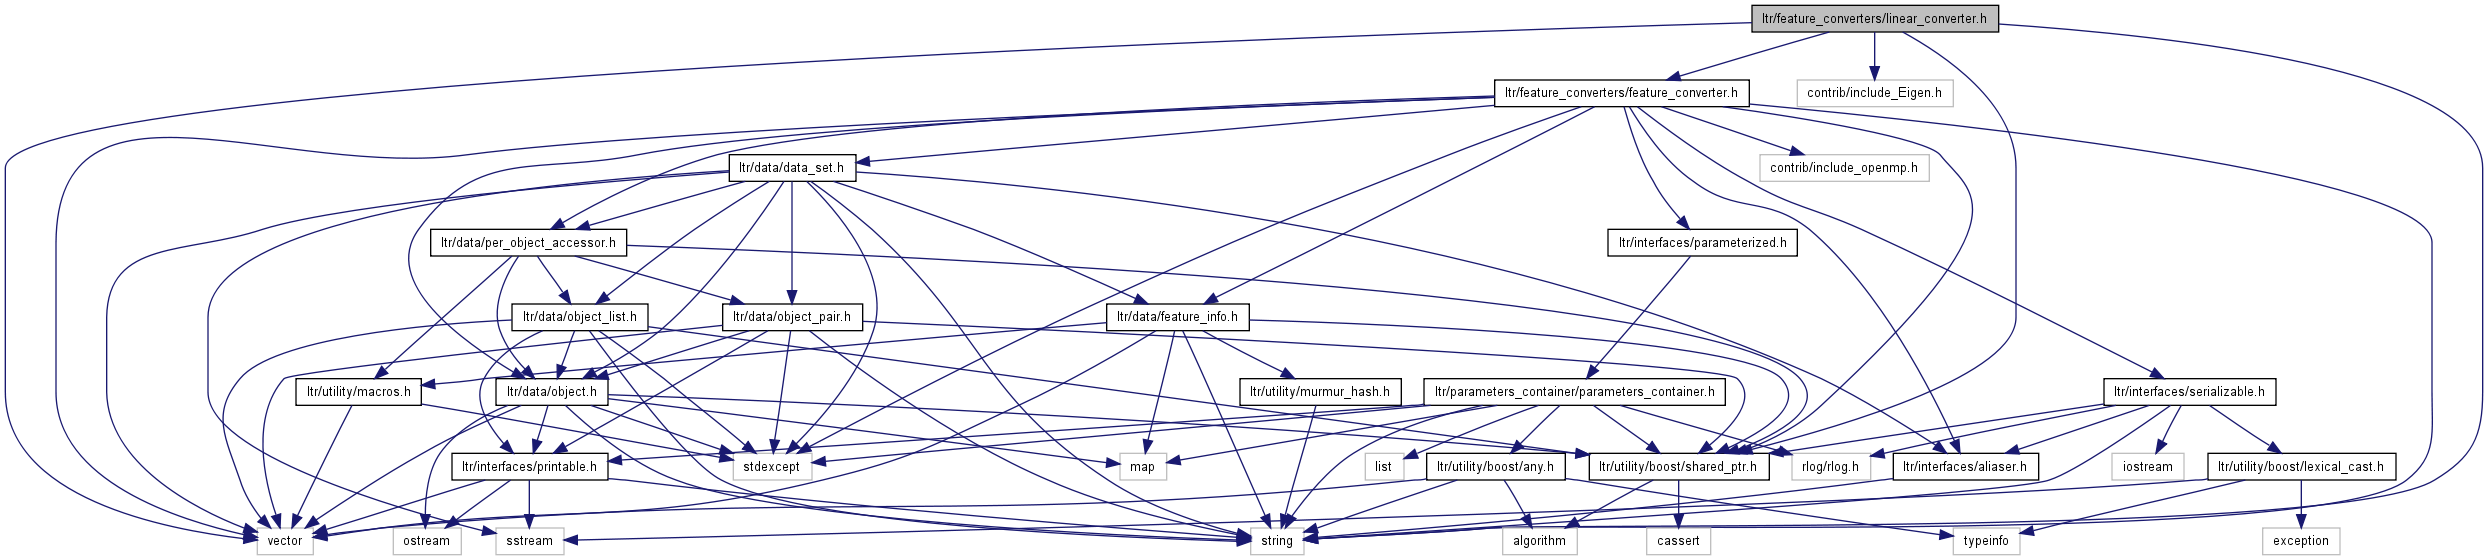 ltr/feature_converters/linear_converter.h
ltr/feature_converters/feature_converter.h
contrib/include_Eigen.h
ltr/data/data_set.h
contrib/include_openmp.h
ltr/data/per_object_accessor.h
ltr/interfaces/parameterized.h
ltr/data/object_list.h
ltr/data/object_pair.h
ltr/data/feature_info.h
ltr/utility/macros.h
ltr/data/object.h
ltr/utility/murmur_hash.h
ltr/parameters_container/parameters_container.h
ltr/interfaces/serializable.h
ltr/interfaces/printable.h
stdexcept
map
list
ltr/utility/boost/any.h
ltr/utility/boost/shared_ptr.h
rlog/rlog.h
ltr/interfaces/aliaser.h
iostream
ltr/utility/boost/lexical_cast.h
vector
ostream
sstream
string
algorithm
cassert
typeinfo
exception